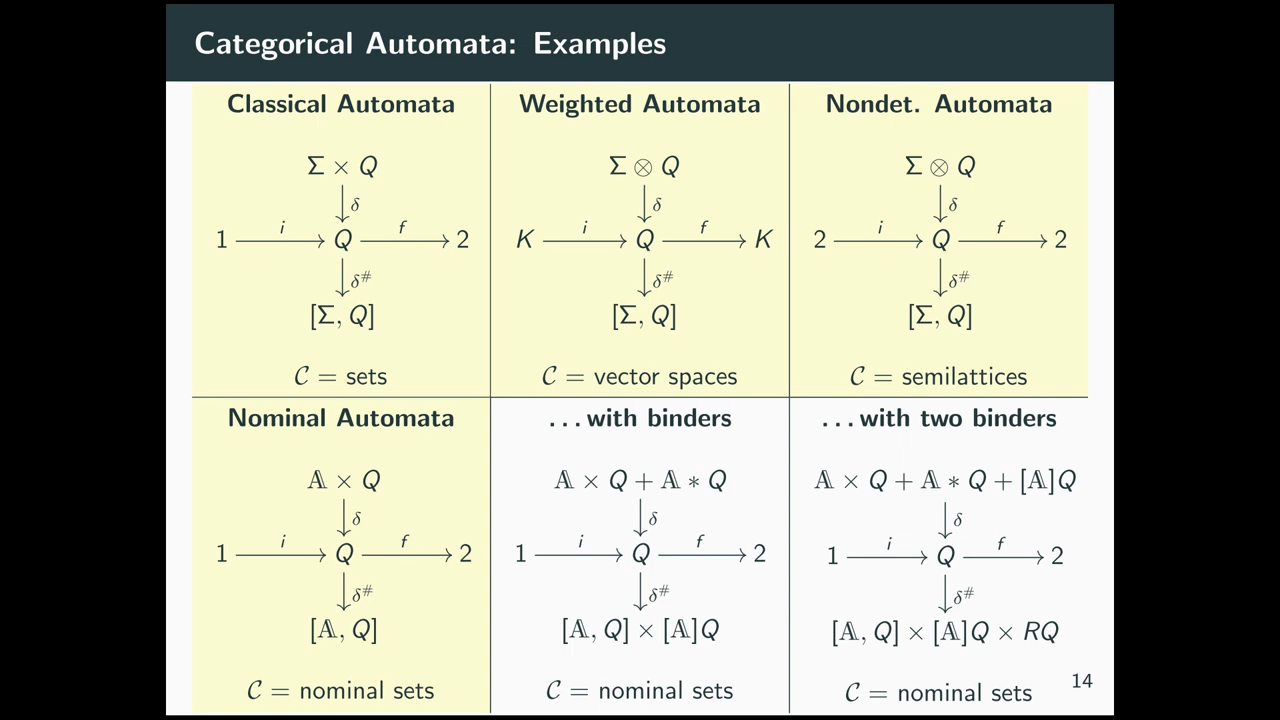 Categorical Automata: Examples
Classical Automata
Σ × Q
δ
1 i Q f 2
δ#
[Σ, Q]
𝒞 = sets
Weighted Automata
Σ ⊗ Q
δ
K i Q f K
δ#
[Σ, Q]
𝒞 = vector spaces
Nondet. Automata
Σ ⊗ Q
δ
2 i Q f 2
δ#
[Σ, Q]
𝒞 = semilattices
Nominal Automata
𝔸 × Q
δ
1 i Q f 2
δ#
[𝔸, Q]
𝒞 = nominal sets
...with binders
𝔸 × Q + 𝔸 ∗ Q
δ
1 i Q f 2
δ#
[𝔸, Q] × [𝔸]Q
𝒞 = nominal sets
...with two binders
𝔸 × Q + 𝔸 ∗ Q + [𝔸]Q
δ
1 i Q f 2
δ#
[𝔸, Q] × [𝔸]Q × RQ
𝒞 = nominal sets
14